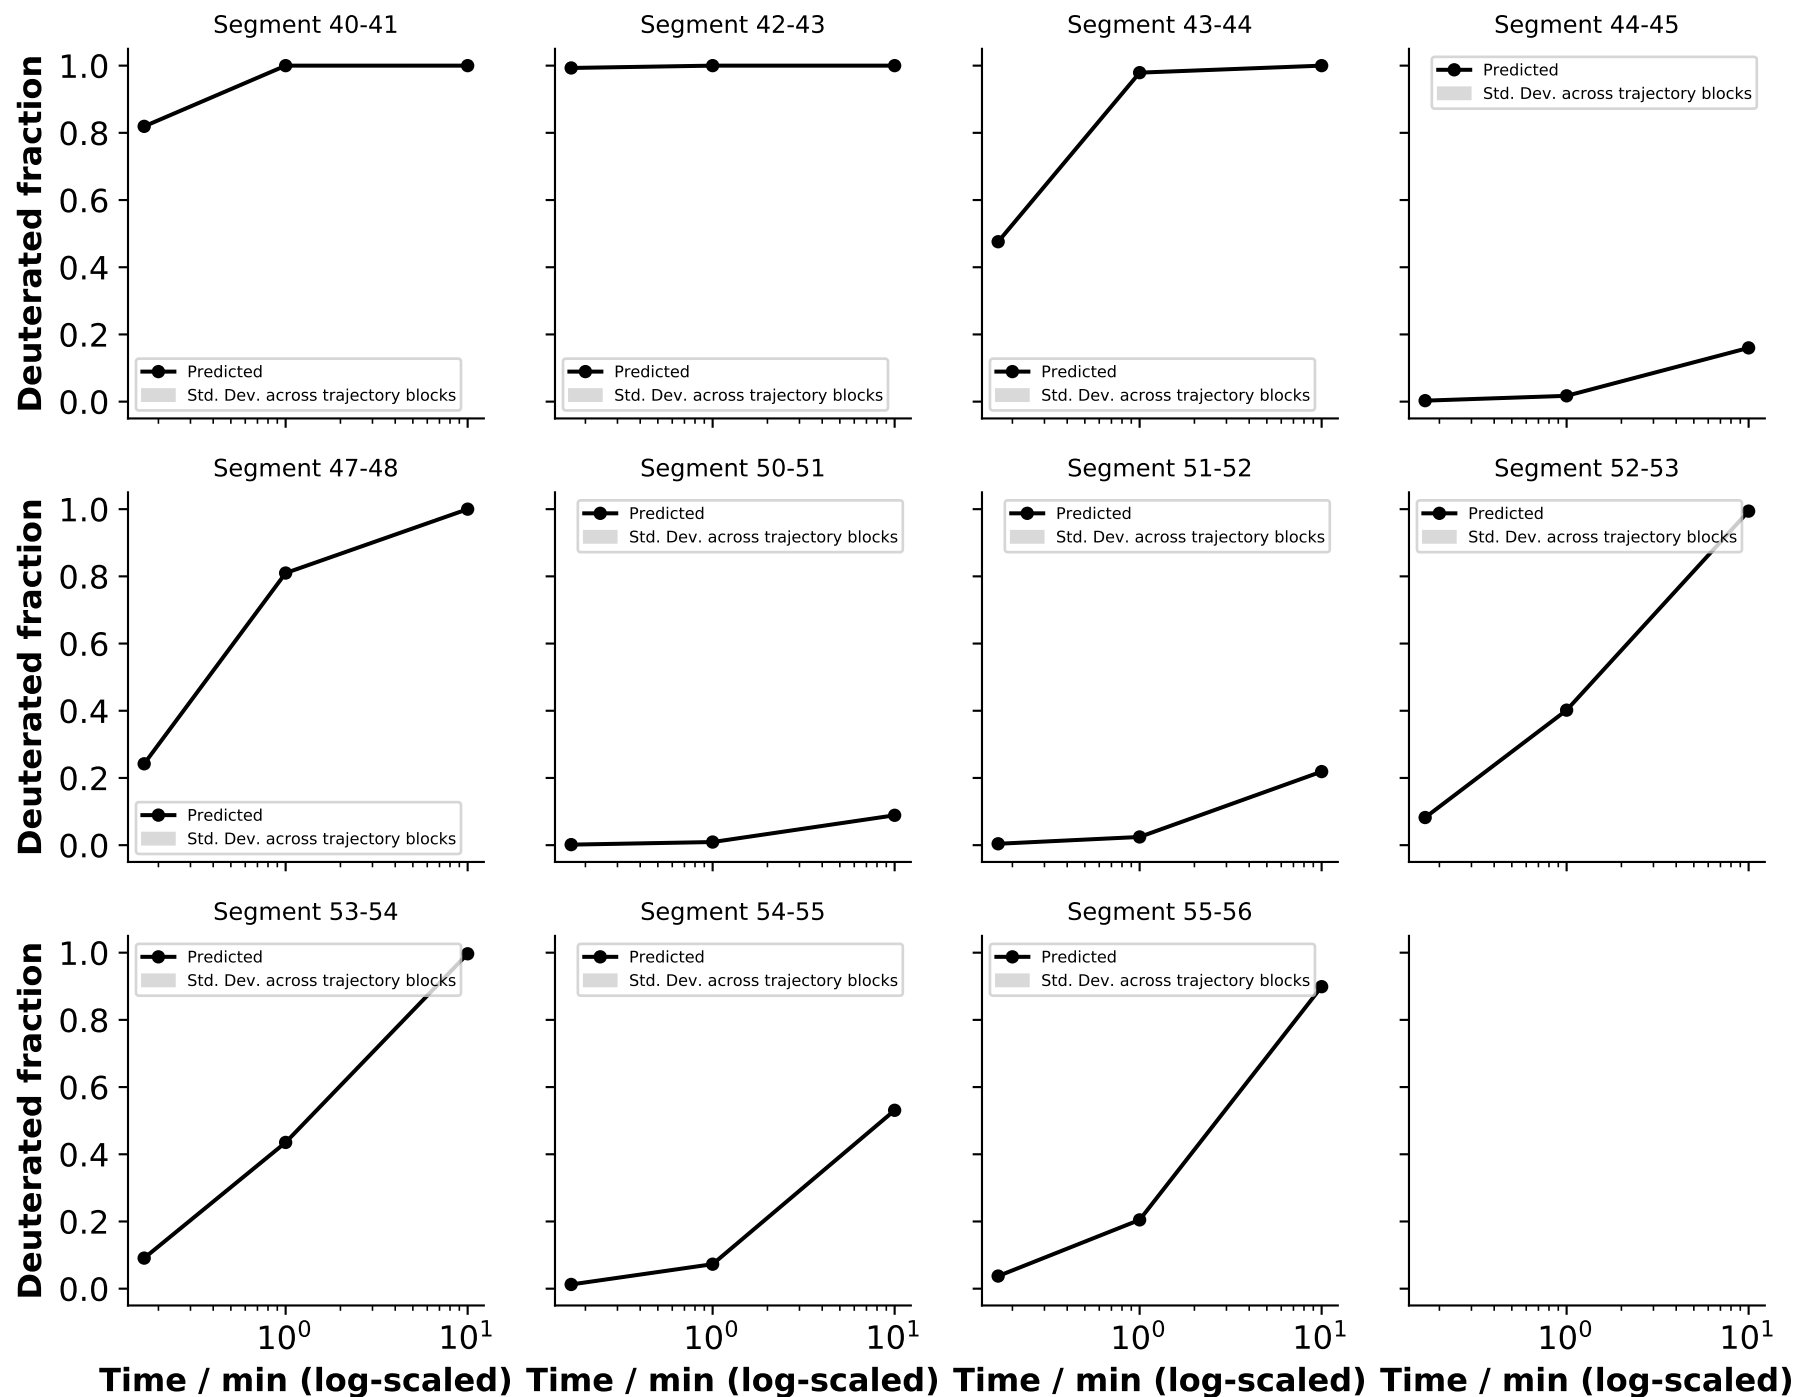 Segment 40-41
Segment 42-43
Segment 43-44
Segment 44-45
Deuterated fraction
1.0
0.8
0.6
0.4
0.2
0.0
Predicted
Std. Dev. across trajectory blocks
Predicted
Std. Dev. across trajectory blocks
Predicted
Std. Dev. across trajectory blocks
Predicted
Std. Dev. across trajectory blocks
Segment 47-48
Segment 50-51
Segment 51-52
Segment 52-53
Deuterated fraction
1.0
0.8
0.6
0.4
0.2
0.0
Predicted
Std. Dev. across trajectory blocks
Predicted
Std. Dev. across trajectory blocks
Predicted
Std. Dev. across trajectory blocks
Predicted
Std. Dev. across trajectory blocks
Segment 53-54
Segment 54-55
Segment 55-56
Deuterated fraction
1.0
0.8
0.6
0.4
0.2
0.0
Predicted
Std. Dev. across trajectory blocks
Predicted
Std. Dev. across trajectory blocks
Predicted
Std. Dev. across trajectory blocks
10⁰ 10¹
10⁰ 10¹
10⁰ 10¹
10⁰ 10¹
Time / min (log-scaled)
Time / min (log-scaled)
Time / min (log-scaled)
Time / min (log-scaled)